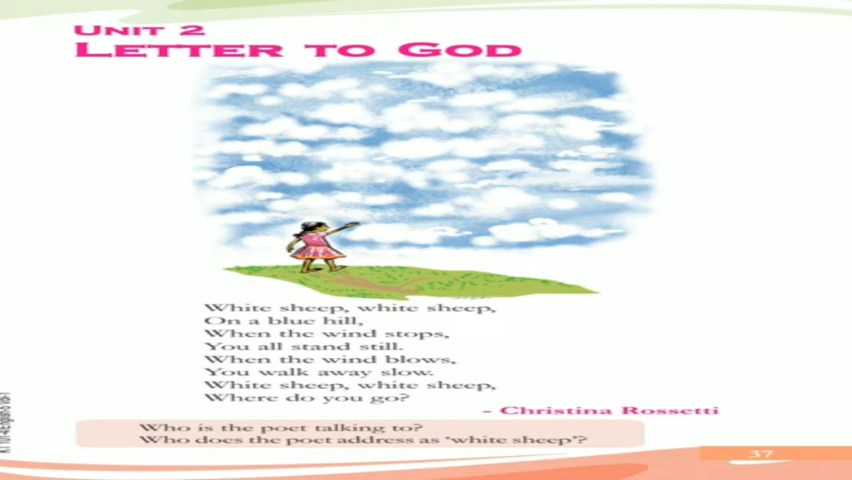 UNIT 2
LETTER TO GOD
White sheep, white sheep,
On a blue hill,
When the wind stops,
You all stand still.
When the wind blows,
You walk away slow.
White sheep, white sheep,
Where do you go?
- Christina Rossetti
Who is the poet talking to?
Who does the poet address as ‘white sheep’?
37